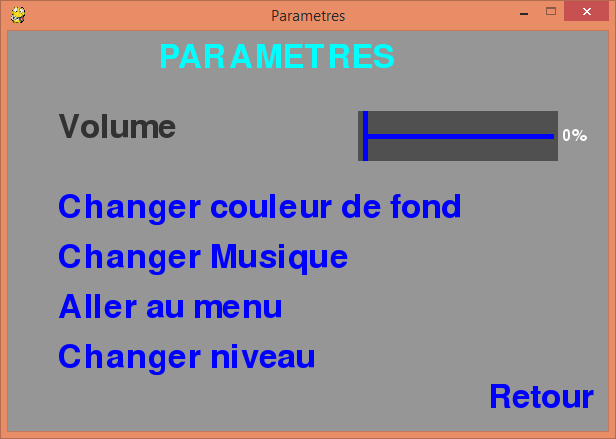 Parametres
PARAMETRES
Volume
0%
Changer couleur de fond
Changer Musique
Aller au menu
Changer niveau
Retour